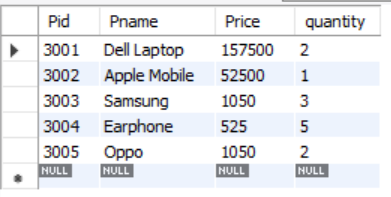 Pid Pname Price quantity
3001 Dell Laptop 157500 2
3002 Apple Mobile 52500 1
3003 Samsung 1050 3
3004 Earphone 525 5
3005 Oppo 1050 2
NULL NULL NULL NULL